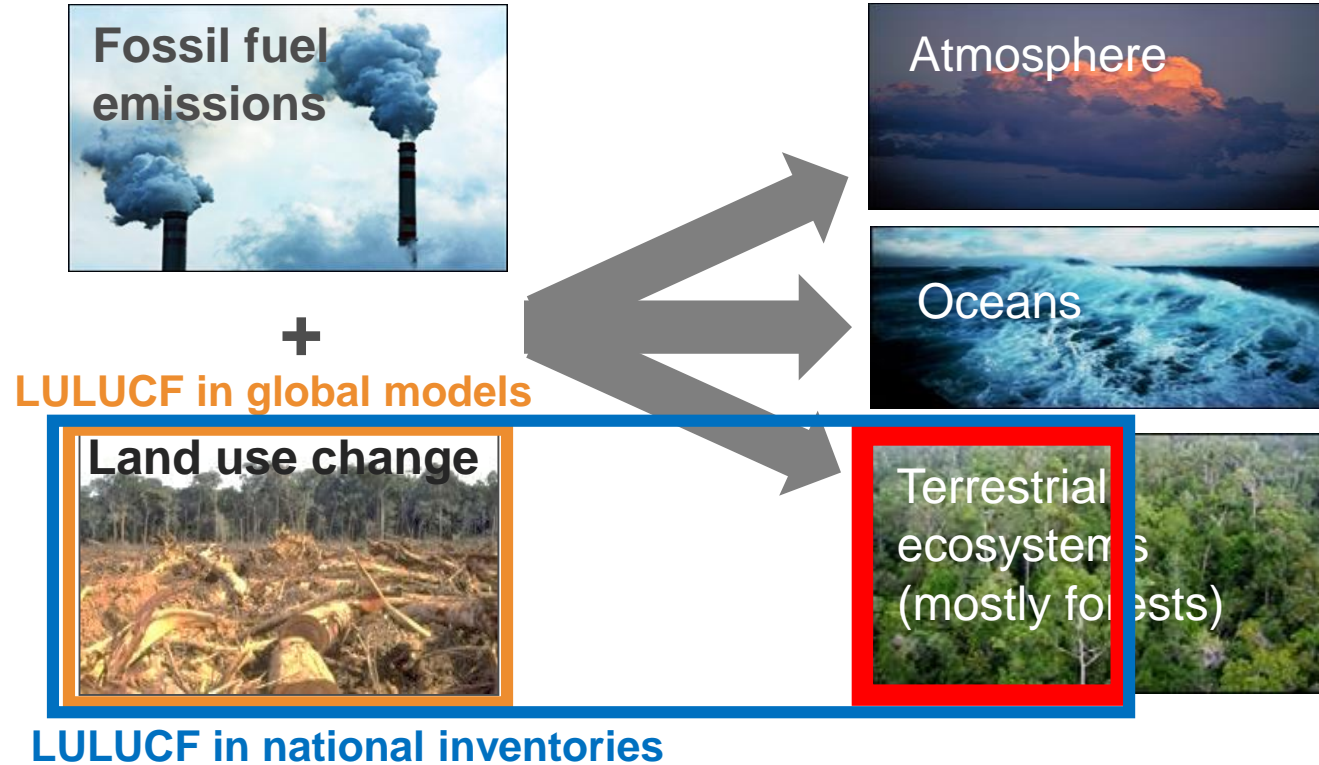 Fossil fuel
emissions
+
LULUCF in global models
Land use change
LULUCF in national inventories
Atmosphere
Oceans
Terrestrial
ecosystems
(mostly forests)